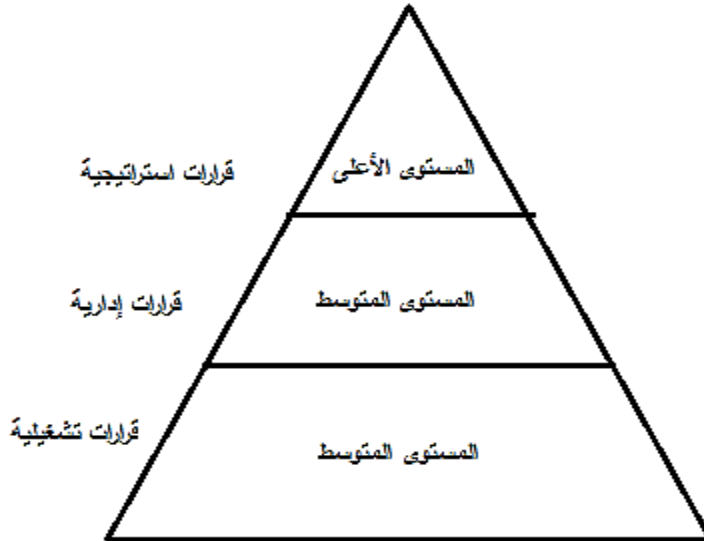 المستوى الأعلى
قرارات استراتيجية
المستوى المتوسط
قرارات إدارية
المستوى المتوسط
قرارات تشغيلية